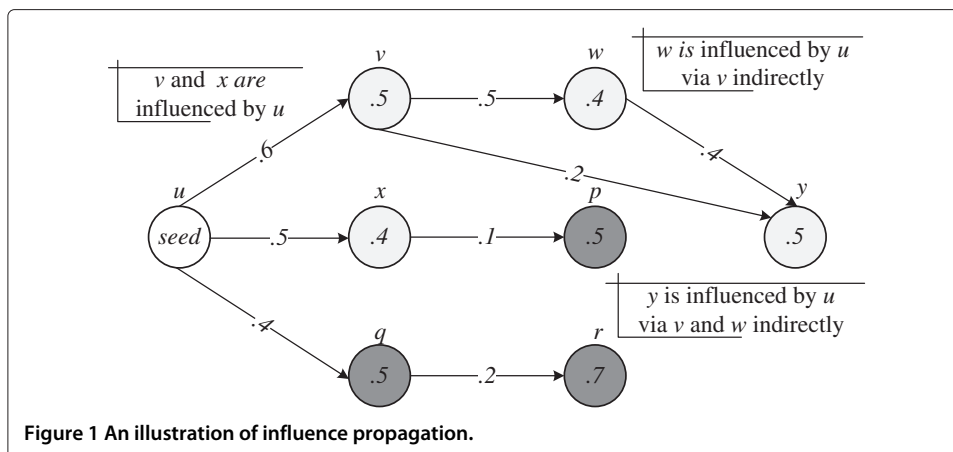 v
w
w is influenced by u
via v indirectly
v and x are
influenced by u
.5
.5
.4
.6
.4
.2
u
x
p
y
seed
.5
.4
.1
.5
.5
y is influenced by u
via v and w indirectly
.4
q
r
.5
.2
.7
Figure 1 An illustration of influence propagation.